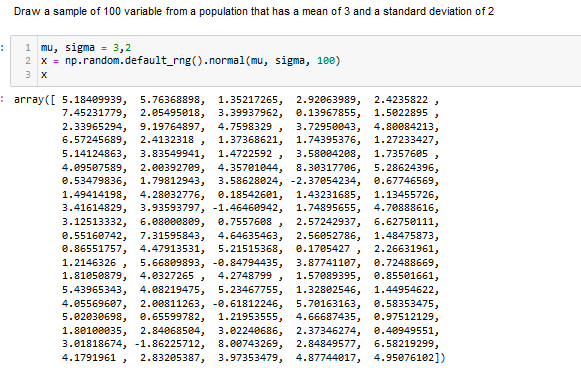 Draw a sample of 100 variable from a population that has a mean of 3 and a standard deviation of 2
: 1 mu, sigma = 3,2
2 x = np.random.default_rng().normal(mu, sigma, 100)
3 x
: array([ 5.18409939, 5.76368898, 1.35217265, 2.92063989, 2.4235822 ,
7.45231779, 2.05495018, 3.39937962, 0.13967855, 1.5022895 ,
2.33965294, 9.19764897, 4.7598329 , 3.72950043, 4.80084213,
6.57245689, 2.4132318 , 1.37368621, 1.74395376, 1.27233427,
5.14124863, 3.83549941, 1.4722592 , 3.58004208, 1.7357605 ,
4.09507589, 2.00392709, 4.35701044, 8.30317706, 5.28624396,
0.53479836, 1.79812943, 3.58628024, -2.37054234, 0.67746569,
1.49414198, 4.28032776, 0.18542601, 1.43231685, 1.13455726,
3.41614829, 3.93593797, -1.46460942, 1.74895655, 4.70888616,
3.12513332, 6.08000809, 0.7557608 , 2.57242937, 6.62750111,
0.55160742, 7.31595843, 4.64635463, 2.56052786, 1.48475873,
0.86551757, 4.47913531, 5.21515368, 0.1705427 , 2.26631961,
1.2146326 , 5.66809893, -0.84794435, 3.87741107, 0.72488669,
1.81050879, 4.0327265 , 4.2748799 , 1.57089395, 0.85501661,
5.43965343, 4.08219475, 5.23467755, 1.32802546, 1.44954622,
4.05569607, 2.00811263, -0.61812246, 5.70163163, 0.58353475,
5.02030698, 0.65599782, 1.21953555, 4.66687435, 0.97512129,
1.80100035, 2.84068504, 3.02240686, 2.37346274, 0.40949551,
3.01818674, -1.86225712, 8.00743269, 2.84849577, 6.58219299,
4.1791961 , 2.83205387, 3.97353479, 4.87744017, 4.95076102])